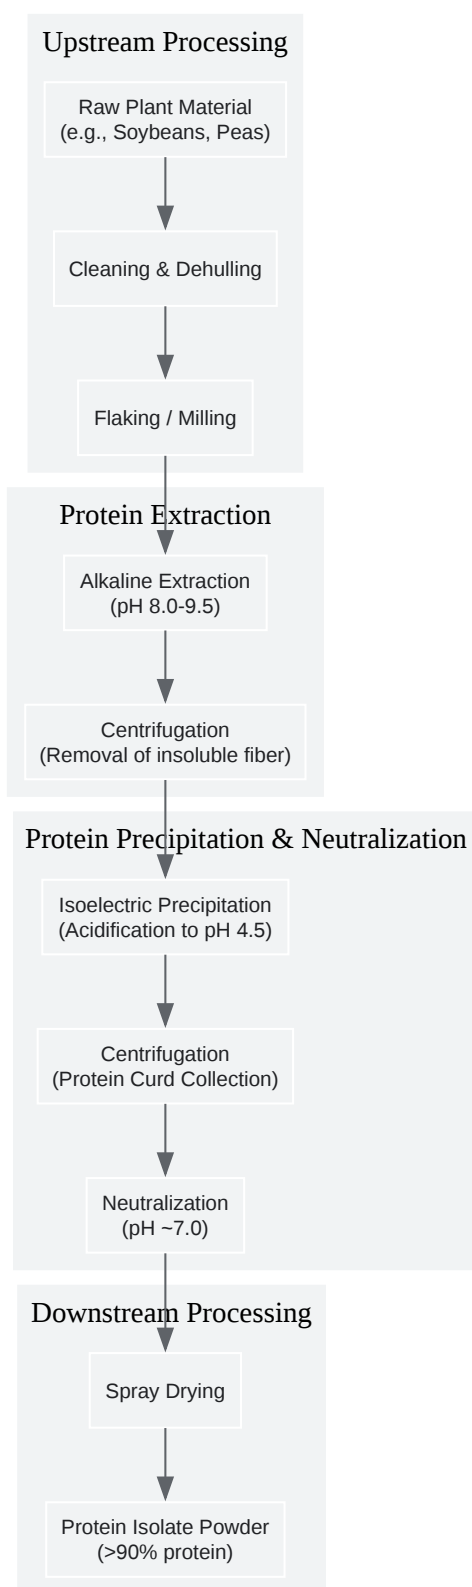 Upstream Processing
Raw Plant Material
(e.g., Soybeans, Peas)
Cleaning & Dehulling
Flaking / Milling
Protein Extraction
Alkaline Extraction
(pH 8.0-9.5)
Centrifugation
(Removal of insoluble fiber)
Protein Precipitation & Neutralization
Isoelectric Precipitation
(Acidification to pH 4.5)
Centrifugation
(Protein Curd Collection)
Neutralization
(pH ~7.0)
Downstream Processing
Spray Drying
Protein Isolate Powder
(>90% protein)